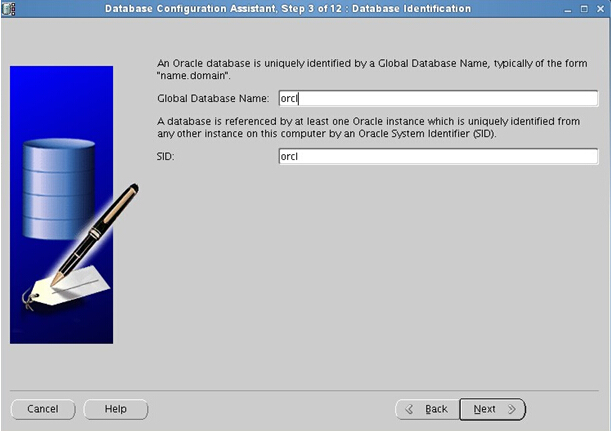 Database Configuration Assistant, Step 3 of 12 : Database Identification
An Oracle database is uniquely identified by a Global Database Name, typically of the form
"name.domain".
Global Database Name: orcl
A database is referenced by at least one Oracle instance which is uniquely identified from
any other instance on this computer by an Oracle System Identifier (SID).
SID: orcl
Cancel Help Back Next